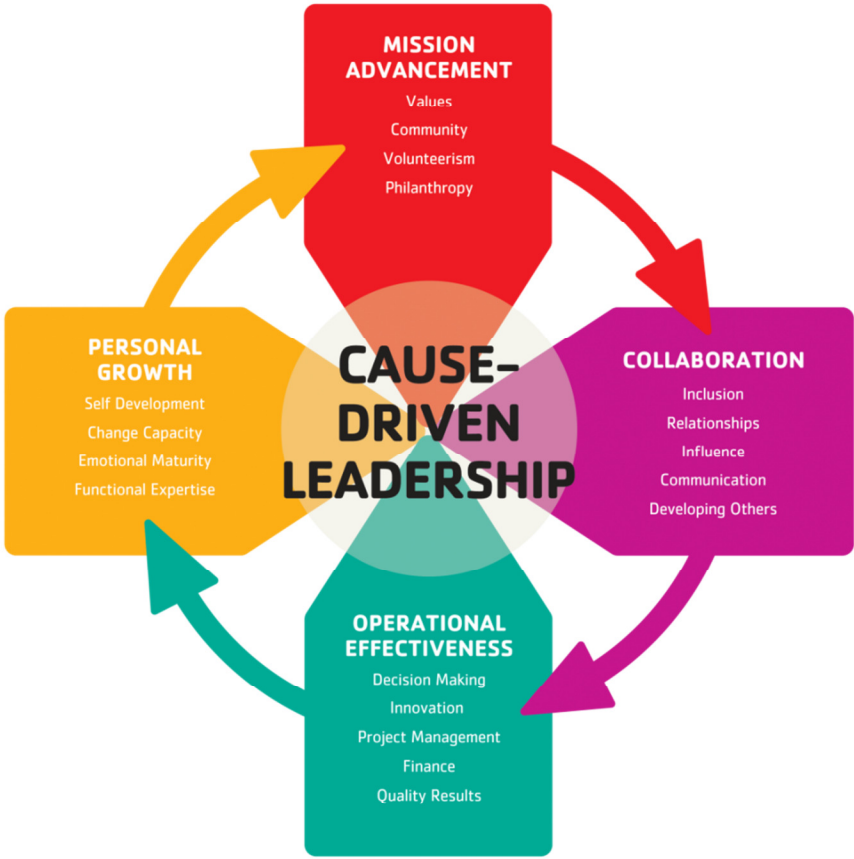 MISSION
ADVANCEMENT
Values
Community
Volunteerism
Philanthropy
PERSONAL
GROWTH
Self Development
Change Capacity
Emotional Maturity
Functional Expertise
CAUSE–
DRIVEN
LEADERSHIP
COLLABORATION
Inclusion
Relationships
Influence
Communication
Developing Others
OPERATIONAL
EFFECTIVENESS
Decision Making
Innovation
Project Management
Finance
Quality Results